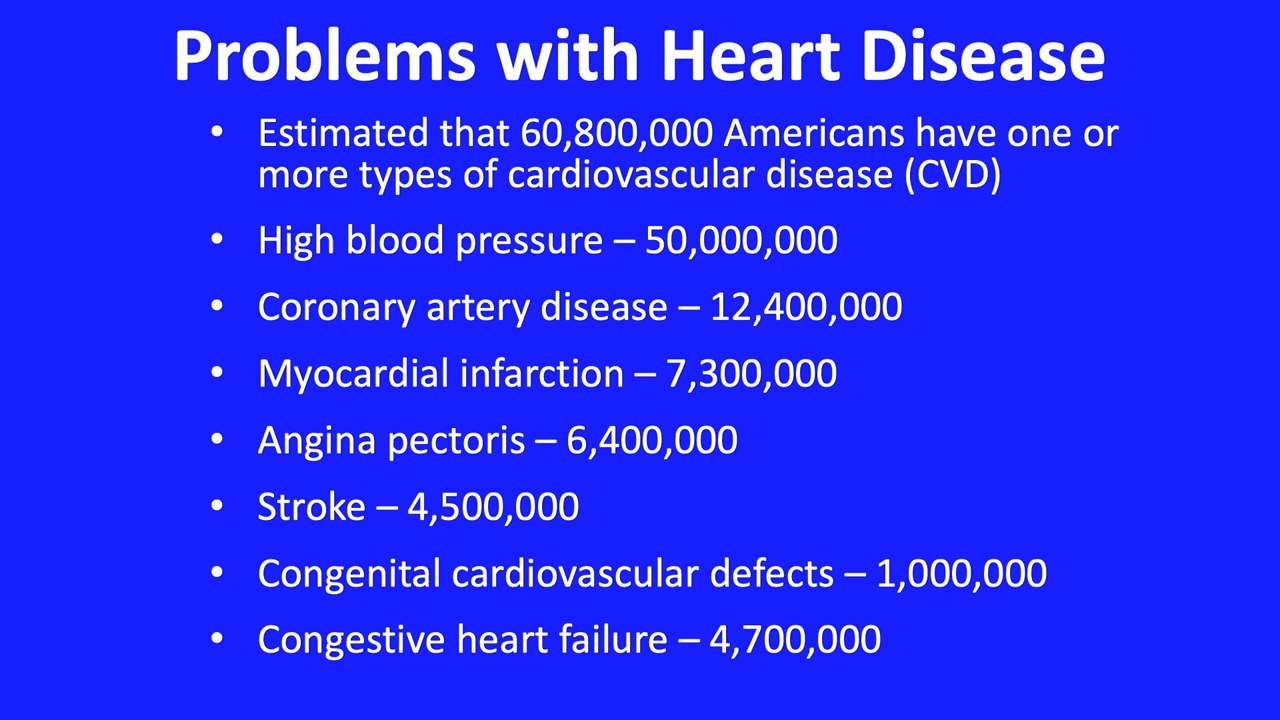 Problems with Heart Disease
• Estimated that 60,800,000 Americans have one or
more types of cardiovascular disease (CVD)
• High blood pressure – 50,000,000
• Coronary artery disease – 12,400,000
• Myocardial infarction – 7,300,000
• Angina pectoris – 6,400,000
• Stroke – 4,500,000
• Congenital cardiovascular defects – 1,000,000
• Congestive heart failure – 4,700,000